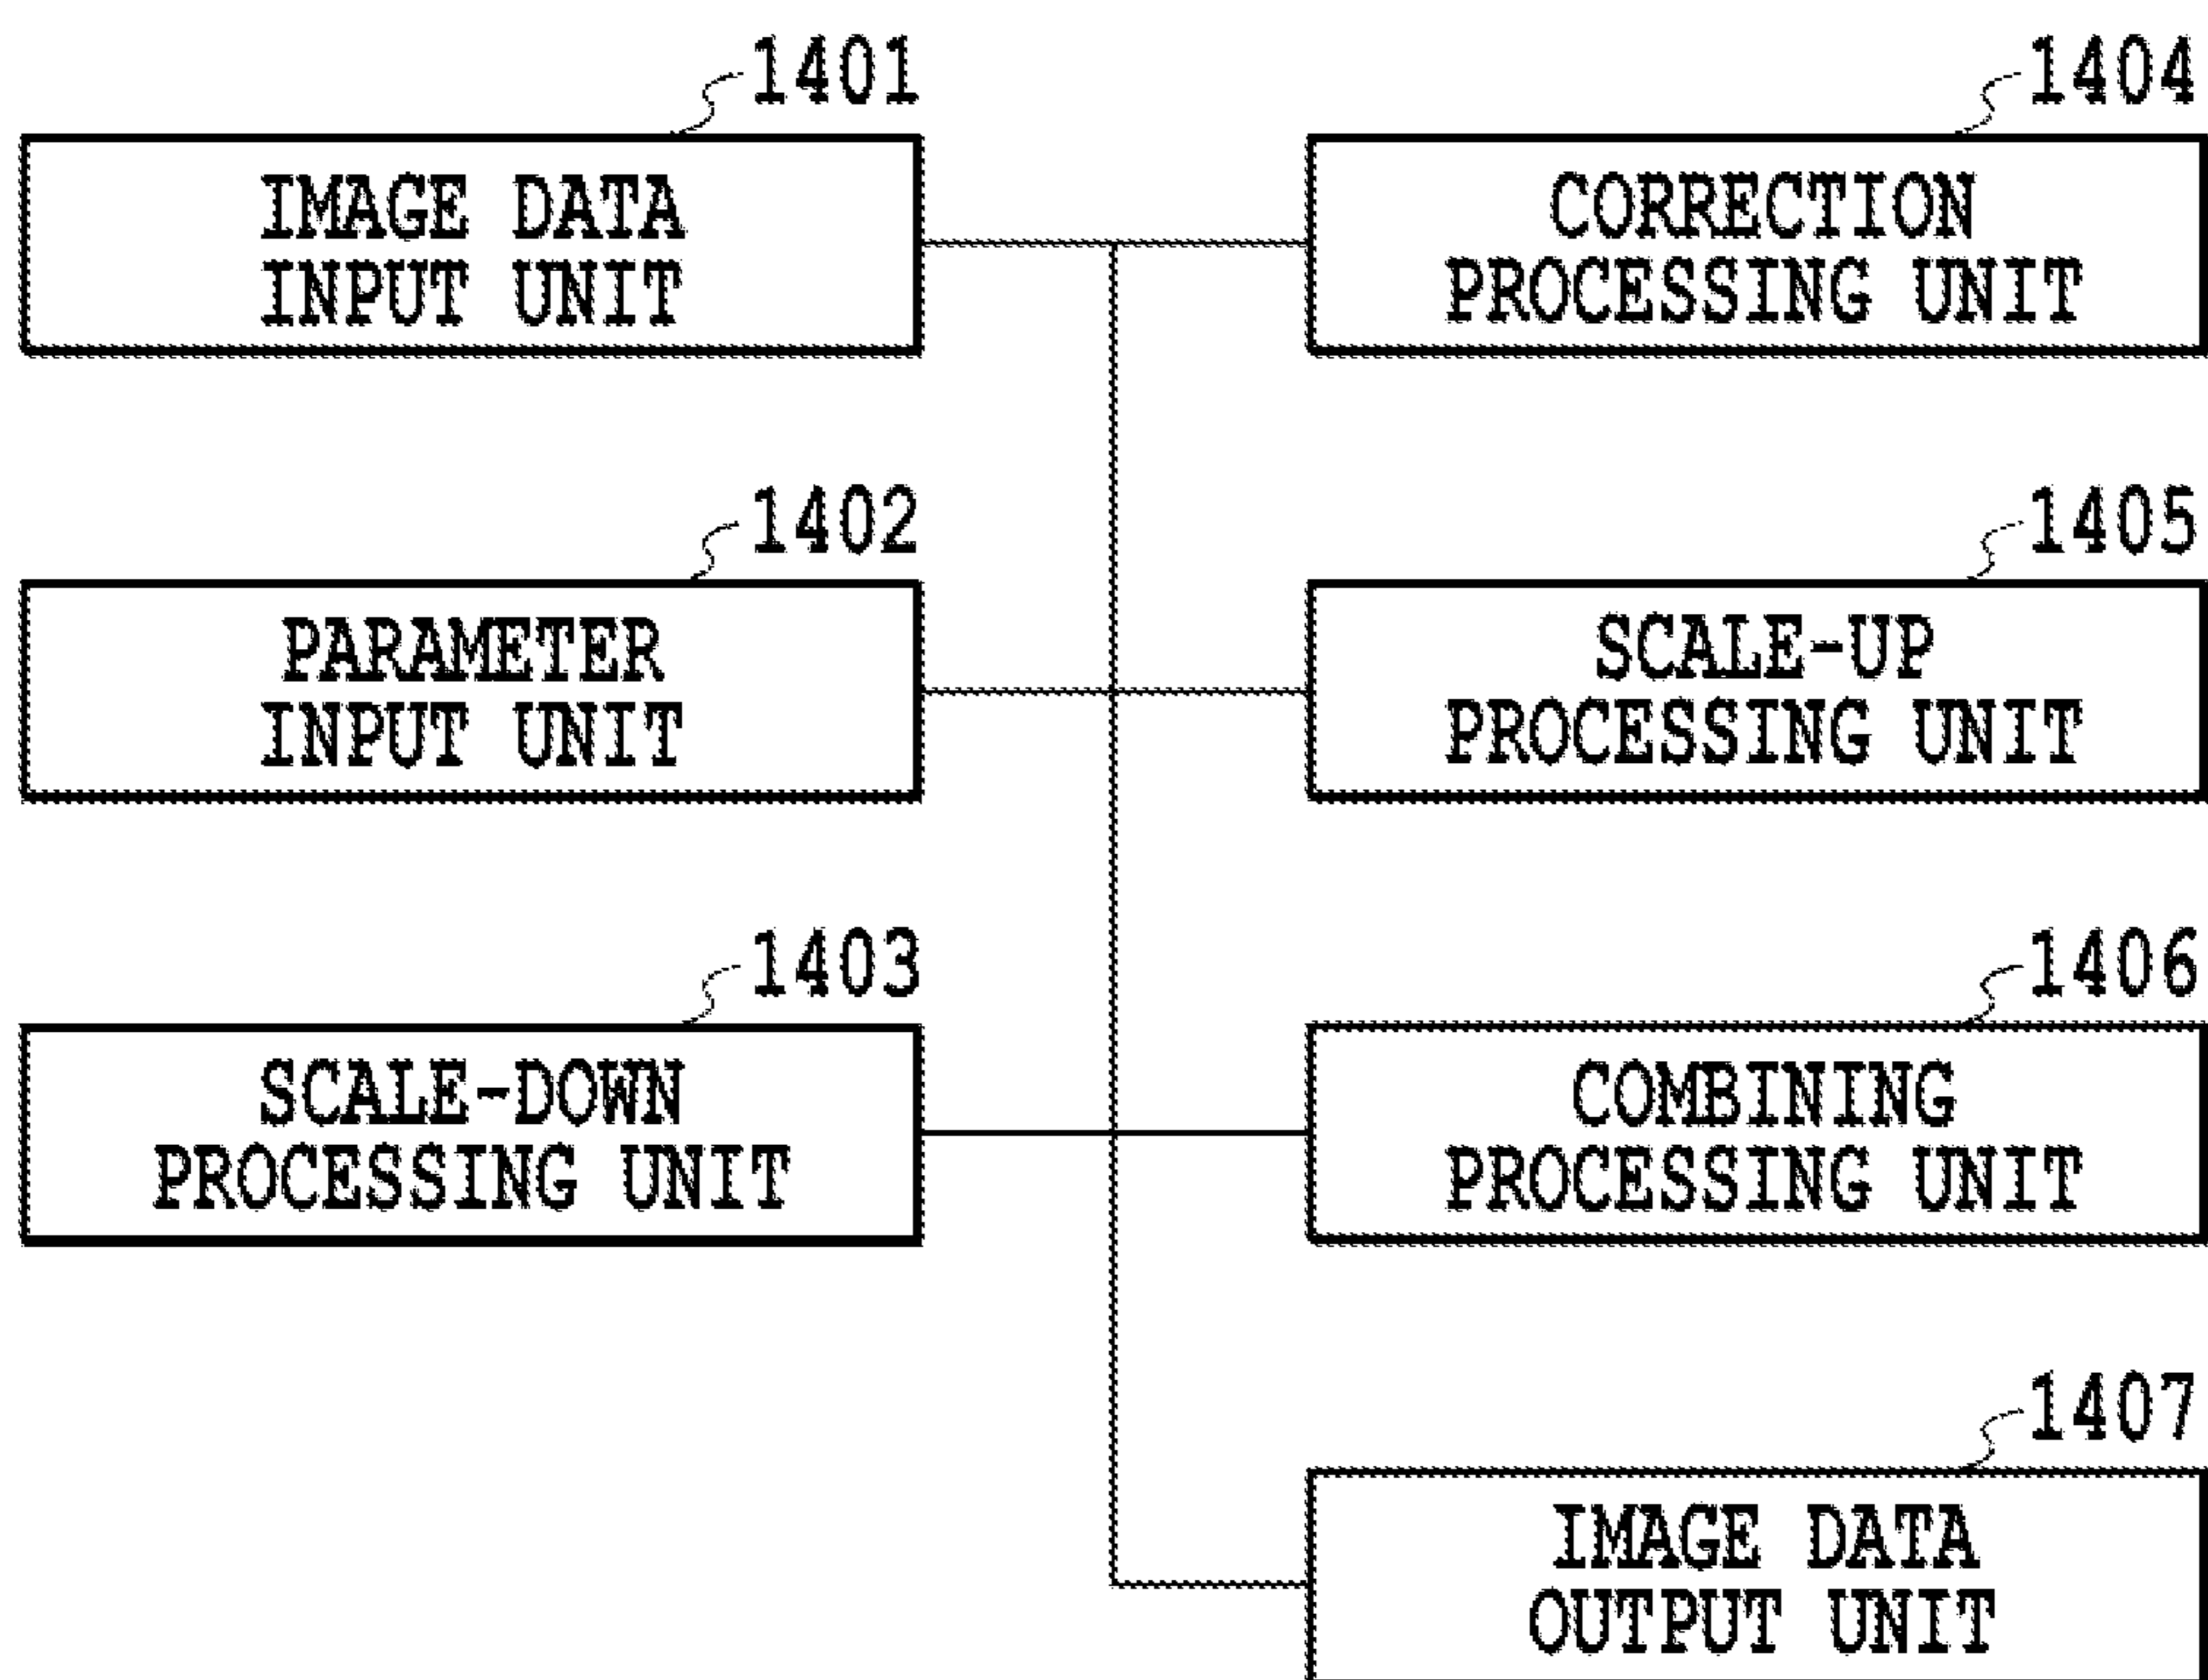 1401
IMAGE DATA
INPUT UNIT
1402
PARAMETER
INPUT UNIT
1403
SCALE-DOWN
PROCESSING UNIT
1404
CORRECTION
PROCESSING UNIT
1405
SCALE-UP
PROCESSING UNIT
1406
COMBINING
PROCESSING UNIT
1407
IMAGE DATA
OUTPUT UNIT